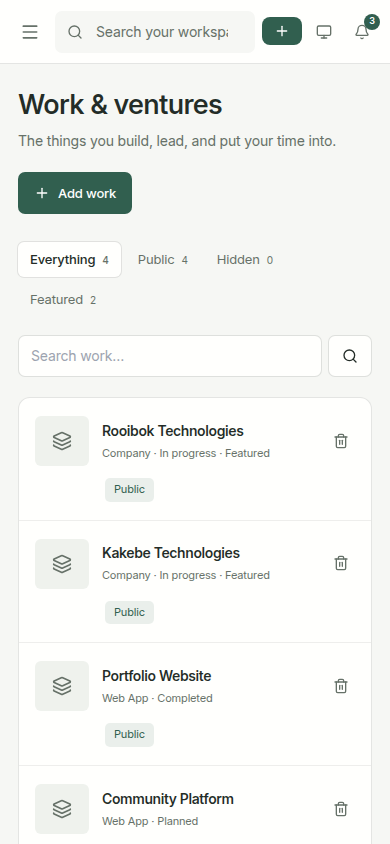 Search your workspa
3
Work & ventures
The things you build, lead, and put your time into.
Add work
Everything 4 Public 4 Hidden 0
Featured 2
Search work...
Rooibok Technologies
Company · In progress · Featured
Public
Kakebe Technologies
Company · In progress · Featured
Public
Portfolio Website
Web App · Completed
Public
Community Platform
Web App · Planned